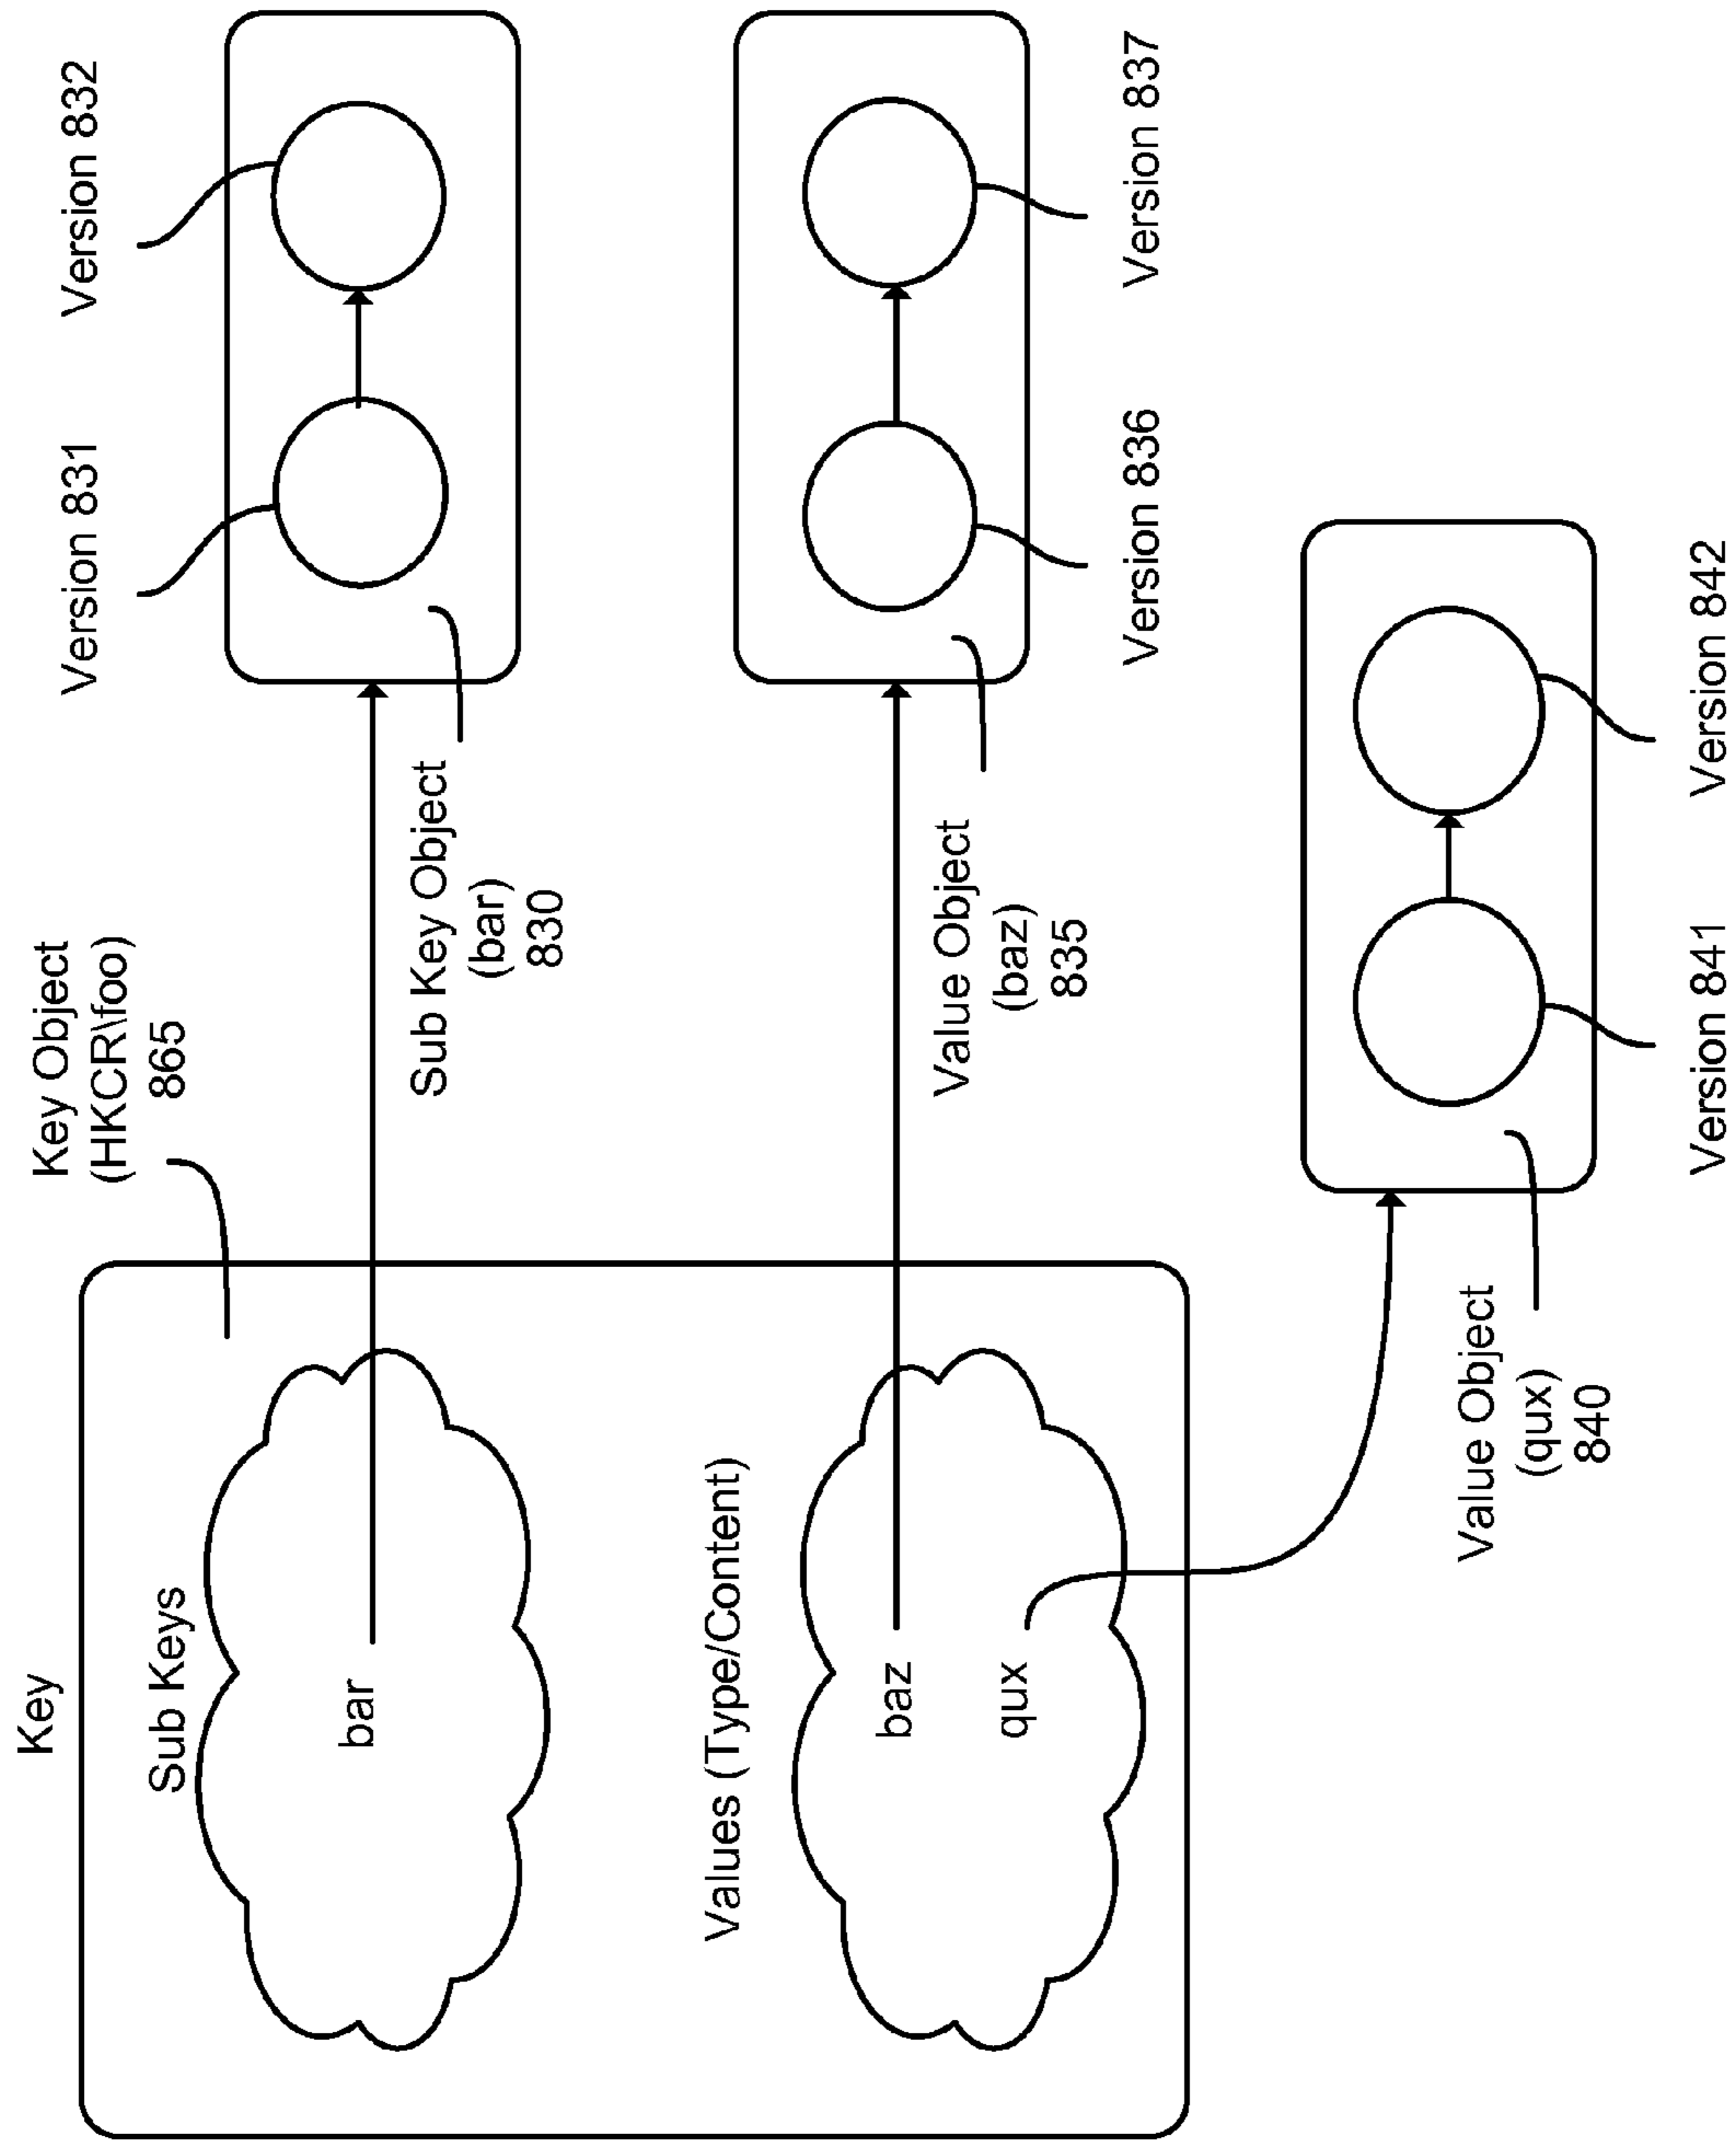 Key
Sub Keys
bar
Values (Type/Content)
baz
qux
Key Object
(HKCR\foo)
865
Sub Key Object
(bar)
830
Version 831
Version 832
Value Object
(baz)
835
Version 836
Version 837
Value Object
(qux)
840
Version 841
Version 842